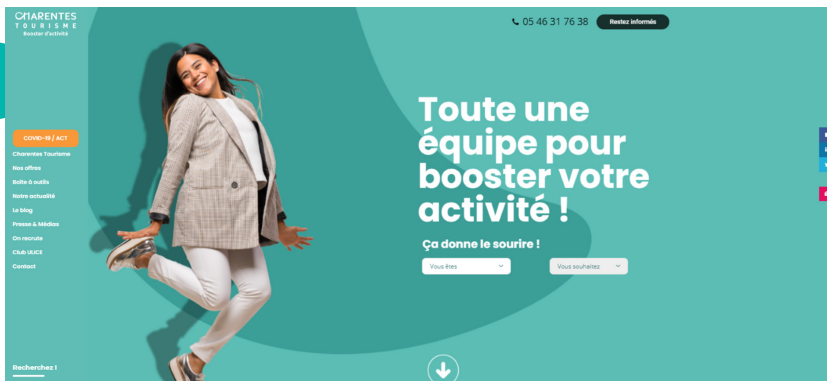 CHARENTES
TOURISME
Booster d'activité
05 46 31 76 38
Restez informés
COVID-19 / ACT
Charentes Tourisme
Nos offres
Boîte à outils
Notre actualité
Le blog
Presse & Médias
On recrute
Club ULICE
Contact
Recherchez !
Toute une
équipe pour
booster votre
activité !
Ça donne le sourire !
Vous êtes
Vous souhaitez